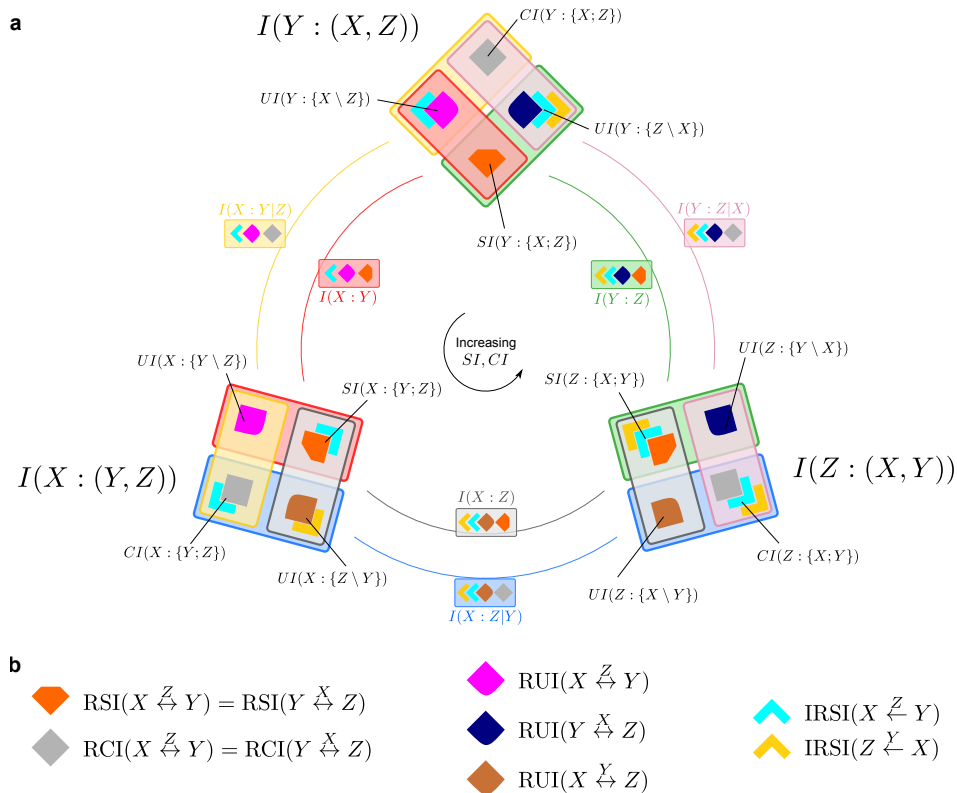 a
I(Y : (X, Z))
CI(Y : {X; Z})
UI(Y : {X \ Z})
UI(Y : {Z \ X})
SI(Y : {X; Z})
I(X : Y|Z)
I(Y : Z|X)
I(X : Y)
I(Y : Z)
Increasing
SI, CI
UI(X : {Y \ Z})
SI(X : {Y; Z})
SI(Z : {X; Y})
UI(Z : {Y \ X})
I(X : (Y, Z))
I(Z : (X, Y))
I(X : Z)
CI(X : {Y; Z})
CI(Z : {X; Y})
UI(X : {Z \ Y})
UI(Z : {X \ Y})
I(X : Z|Y)
b
RSI(X Z↔ Y) = RSI(Y X↔ Z)
RCI(X Z↔ Y) = RCI(Y X↔ Z)
RUI(X Z↔ Y)
RUI(Y X↔ Z)
RUI(X Y↔ Z)
IRSI(X Z← Y)
IRSI(Z Y← X)